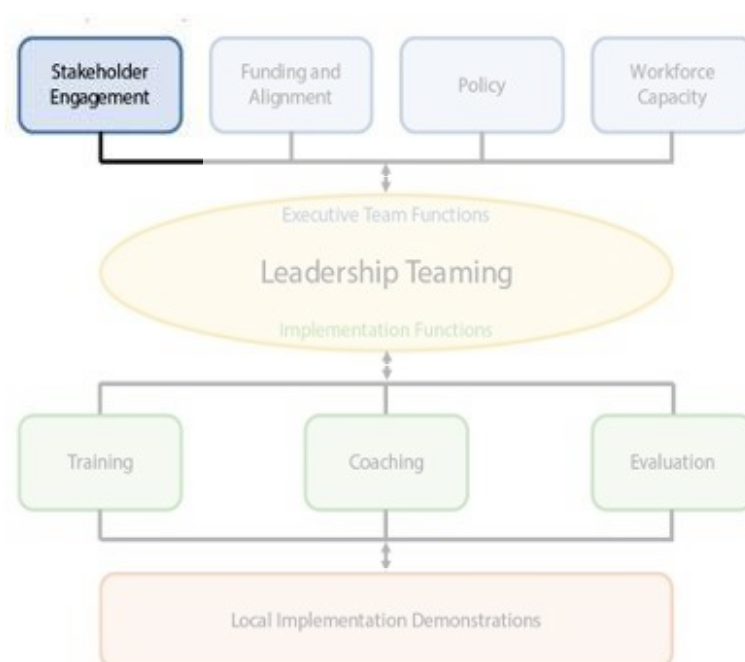 Stakeholder
Engagement
Funding and
Alignment
Policy
Workforce
Capacity
Executive Team Functions
Leadership Teaming
Implementation Functions
Training
Coaching
Evaluation
Local Implementation Demonstrations